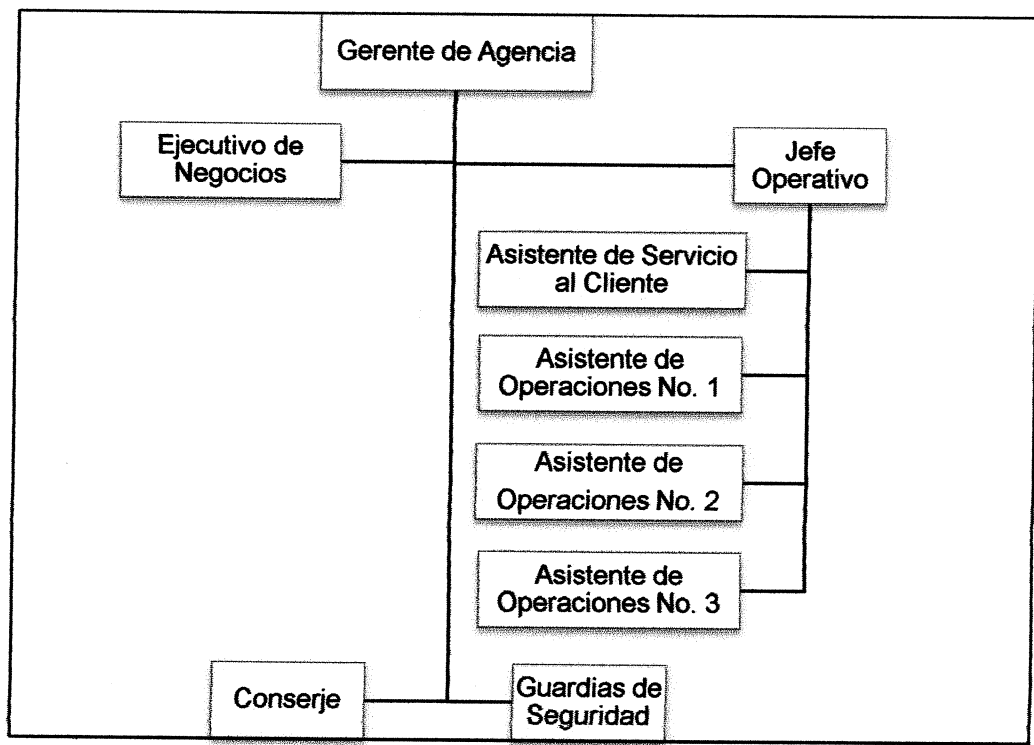 Gerente de Agencia
Ejecutivo de
Negocios
Jefe
Operativo
Asistente de Servicio
al Cliente
Asistente de
Operaciones No. 1
Asistente de
Operaciones No. 2
Asistente de
Operaciones No. 3
Conserje
Guardias de
Seguridad